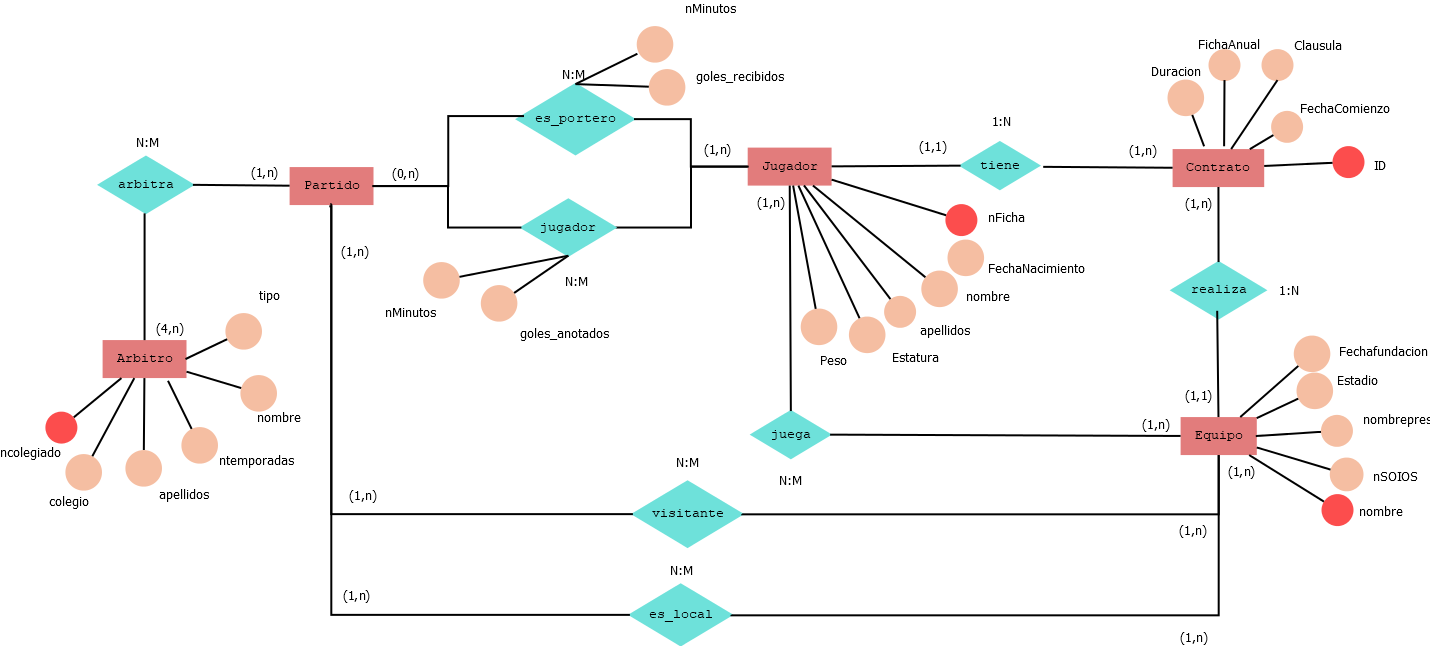 nMinutos
FichaAnual
Clausula
Duracion
N:M
goles_recibidos
es_portero
FechaComienzo
1:N
N:M
(1,1)
(1,n)
(1,n)
tiene
Jugador
Contrato
ID
(1,n)
(0,n)
arbitra
Partido
(1,n)
(1,n)
nFicha
jugador
(1,n)
FechaNacimiento
N:M
realiza
1:N
tipo
nombre
nMinutos
goles_anotados
apellidos
(4,n)
Arbitro
Peso
Estatura
Fechafundacion
Estadio
(1,1)
nombre
ncolegiado
(1,n)
nombrepres
juega
Equipo
ntemporadas
N:M
(1,n)
nSOIOS
colegio
apellidos
(1,n)
N:M
visitante
nombre
(1,n)
N:M
(1,n)
es_local
(1,n)